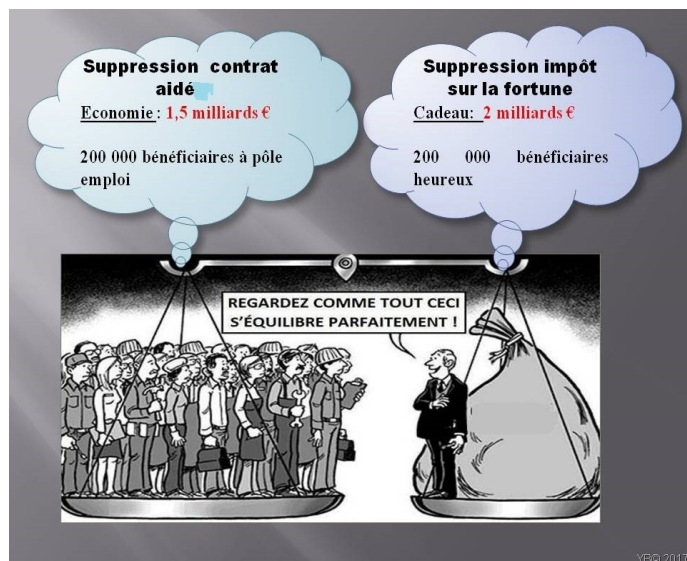 Suppression contrat
aidé
Economie : 1,5 milliards €
200 000 bénéficiaires à pôle
emploi
Suppression impôt
sur la fortune
Cadeau: 2 milliards €
200 000 bénéficiaires
heureux
REGARDEZ COMME TOUT CECI
S'ÉQUILIBRE PARFAITEMENT !
YB© 2017